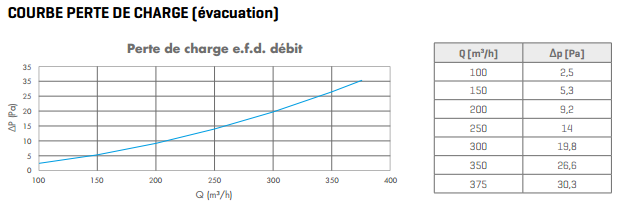 COURBE PERTE DE CHARGE (évacuation)
Perte de charge e.f.d. débit
ΔP (Pa)
35
35
25
20
15
10
5
0
100 150 200 250 300 350 400
Q (m³/h)
Q [m³/h] Δp [Pa]
100 2,5
150 5,3
200 9,2
250 14
300 19,8
350 26,6
375 30,3